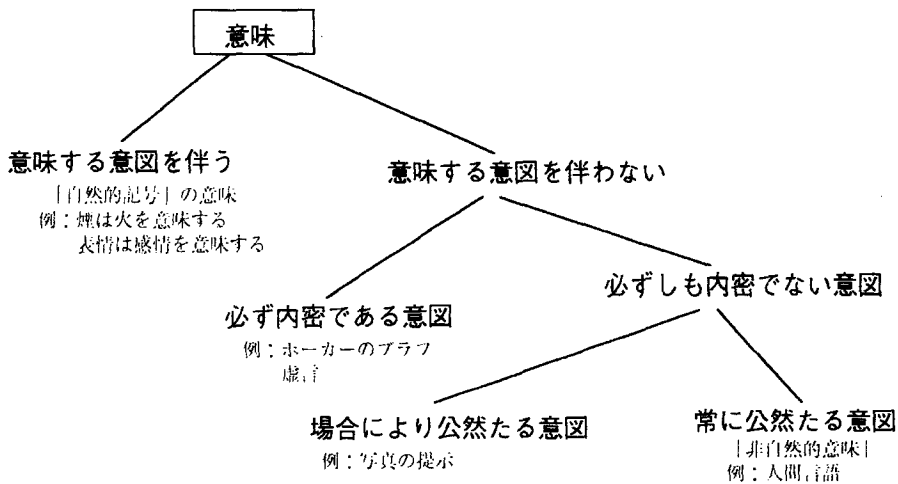 意味
意味する意図を伴う
「自然的記号」の意味
例：煙は火を意味する
表情は感情を意味する
意味する意図を伴わない
必ず内密である意図
例：ポーカーのブラフ
虚言
必ずしも内密でない意図
場合により公然たる意図
例：写真の提示
常に公然たる意図
「非自然的意味」
例：人間言語